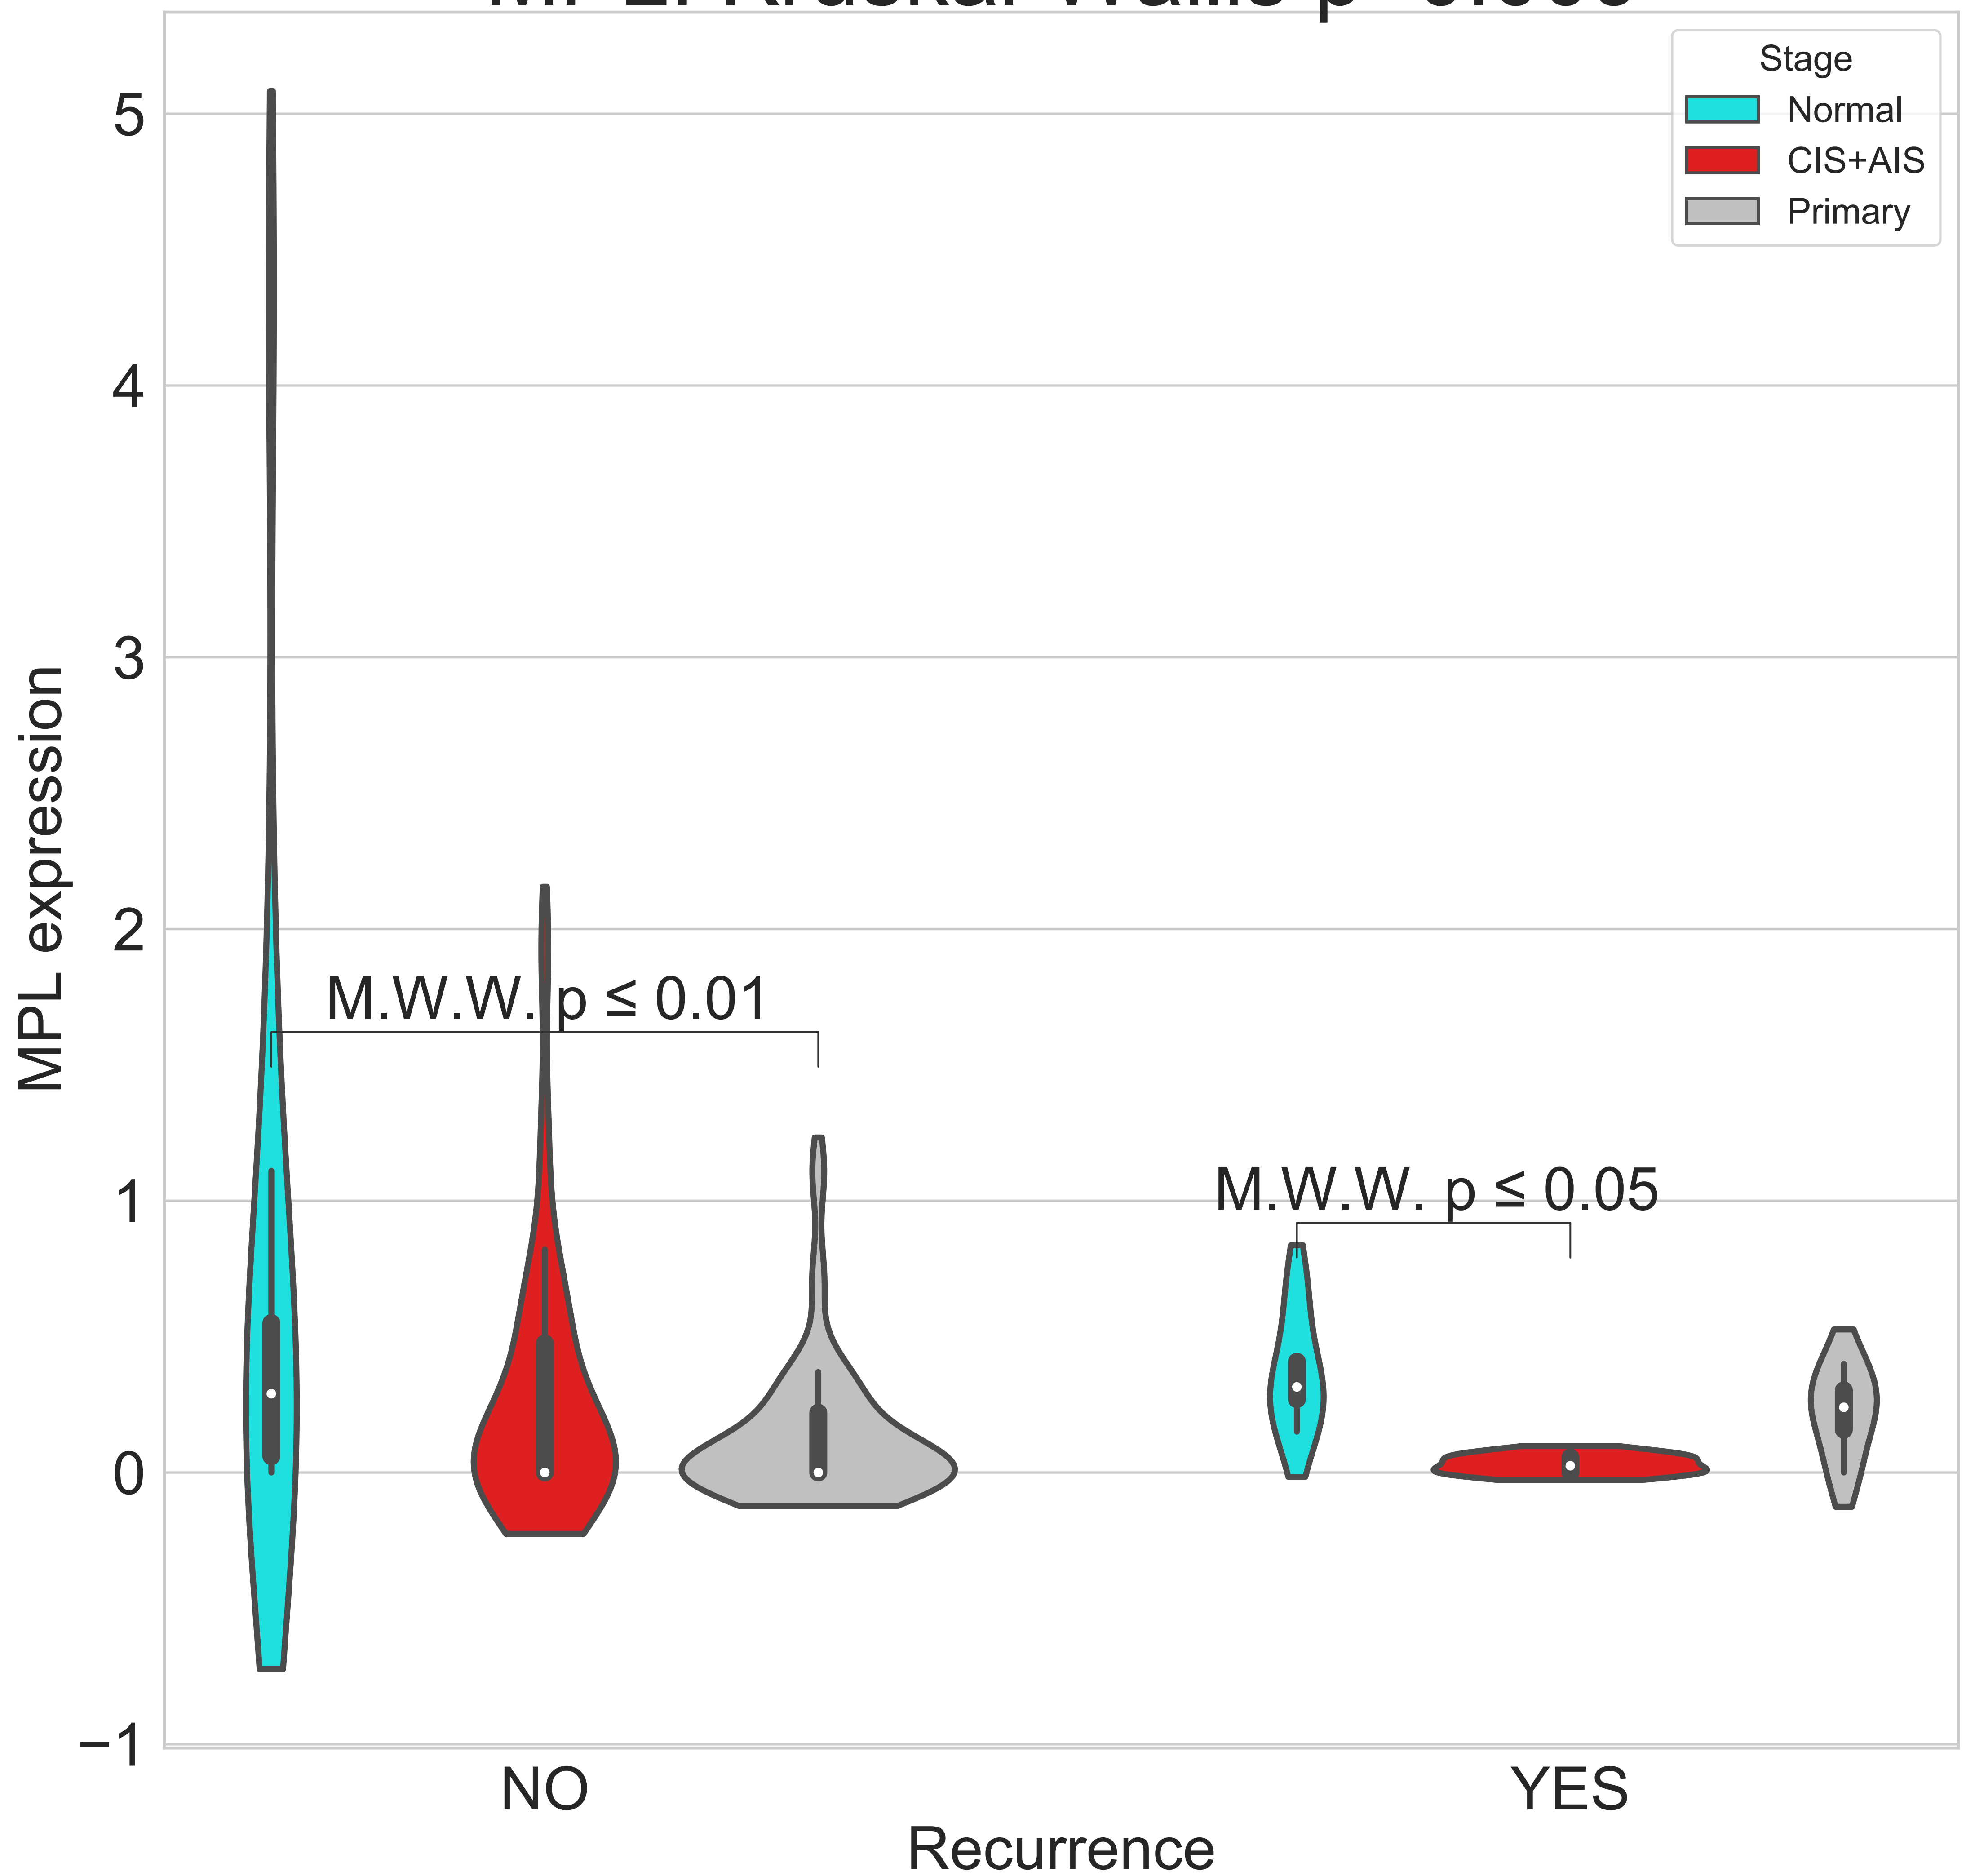 Stage
Normal
CIS+AIS
Primary
5
4
3
2
1
0
−1
MPL expression
M.W.W. p ≤ 0.01
M.W.W. p ≤ 0.05
NO
YES
Recurrence